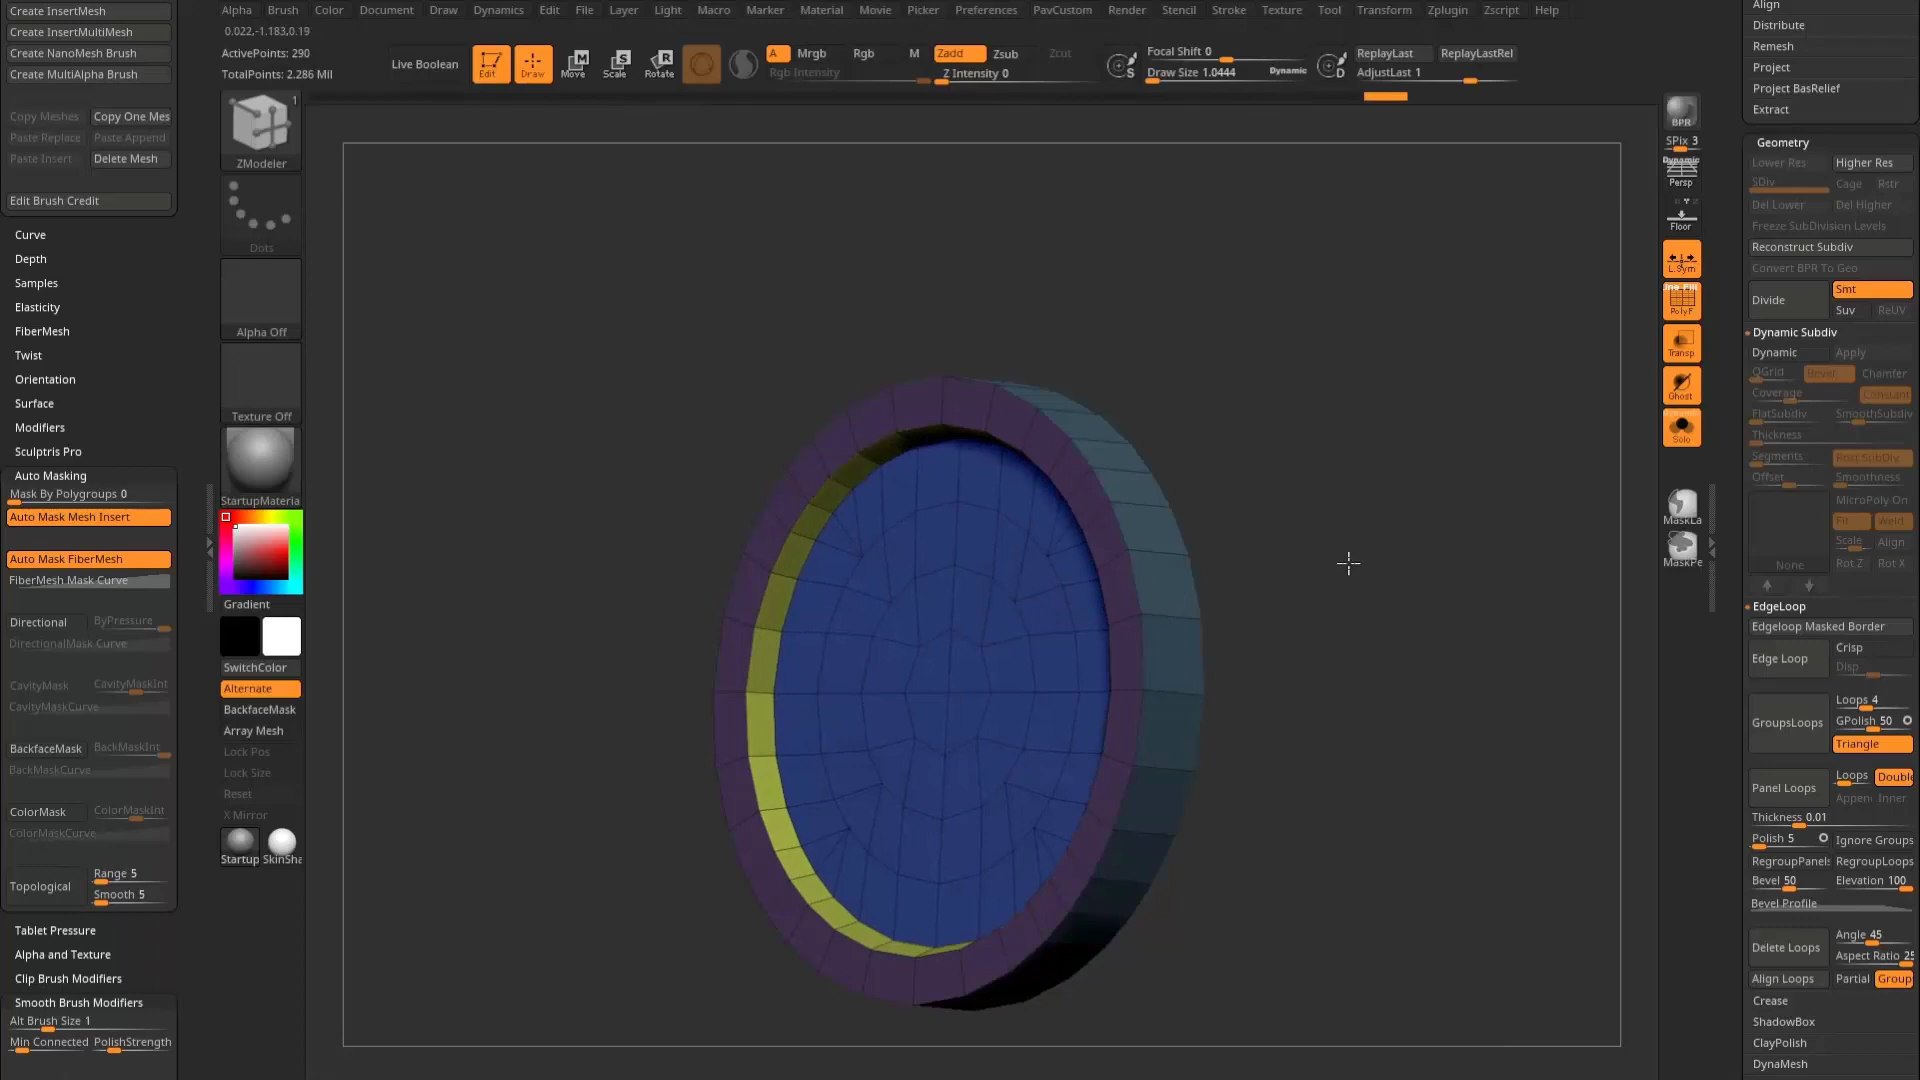 Create InsertMesh
Create InsertMultiMesh
Create NanoMesh Brush
Create MultiAlpha Brush
Copy Meshes Copy One Mes
Paste Replace Paste Append
Paste Insert Delete Mesh
Edit Brush Credit
Curve
Depth
Samples
Elasticity
FiberMesh
Twist
Orientation
Surface
Modifiers
Sculptris Pro
Auto Masking
Mask By Polygroups 0
Auto Mask Mesh Insert
Auto Mask FiberMesh
FiberMesh Mask Curve
Directional ByPressure
DirectionalMask Curve
CavityMask CavityMaskInt
CavityMaskCurve
BackfaceMask BackMaskInt
BackMaskCurve
ColorMask ColorMaskInt
ColorMaskCurve
Topological Range 5
Smooth 5
Tablet Pressure
Alpha and Texture
Clip Brush Modifiers
Smooth Brush Modifiers
Alt Brush Size 1
Min Connected PolishStrength
Alpha Brush Color Document Draw Dynamics Edit File Layer Light Macro Marker Material Movie Picker Preferences PavCustom Render Stencil Stroke Texture Tool Transform Zplugin Zscript Help
0.022,-1.183,0.19
ActivePoints: 290
TotalPoints: 2.286 Mil
Live Boolean
Edit Draw Move Scale Rotate
A Mrgb Rgb M Zadd Zsub Zcut
Rgb Intensity Z Intensity 0
Focal Shift 0
Draw Size 1.0444 Dynamic
ReplayLast ReplayLastRel
AdjustLast 1
1
ZModeler
Dots
Alpha Off
Texture Off
StartupMateria
Gradient
SwitchColor
Alternate
BackfaceMask
Array Mesh
Lock Pos
Lock Size
Reset
X Mirror
Startup SkinSha
BPR
SPix 3
Dynamic
Persp
Floor
L.Sym
Line Fill
PolyF
Transp
Ghost
Dynamic
Solo
MaskLa
MaskPe
Align
Distribute
Remesh
Project
Project BasRelief
Extract
Geometry
Lower Res Higher Res
SDiv Cage Rstr
Del Lower Del Higher
Freeze SubDivision Levels
Reconstruct Subdiv
Convert BPR To Geo
Divide Smt
Suv ReUV
Dynamic Subdiv
Dynamic Apply
QGrid Bevel Chamfer
Coverage Constant
FlatSubdiv SmoothSubdiv
Thickness
Segments Post SubDiv
Offset Smoothness
MicroPoly On
Fit Weld
Scale Align
None Rot Z Rot X
EdgeLoop
Edgeloop Masked Border
Edge Loop Crisp
Disp
GroupsLoops Loops 4
GPolish 50
Triangle
Panel Loops Loops Doubl
Appen Inner
Thickness 0.01
Polish 5 Ignore Groups
RegroupPanels RegroupLoops
Bevel 50 Elevation 100
Bevel Profile
Delete Loops Angle 45
Aspect Ratio 25
Align Loops Partial Group
Crease
ShadowBox
ClayPolish
DynaMesh